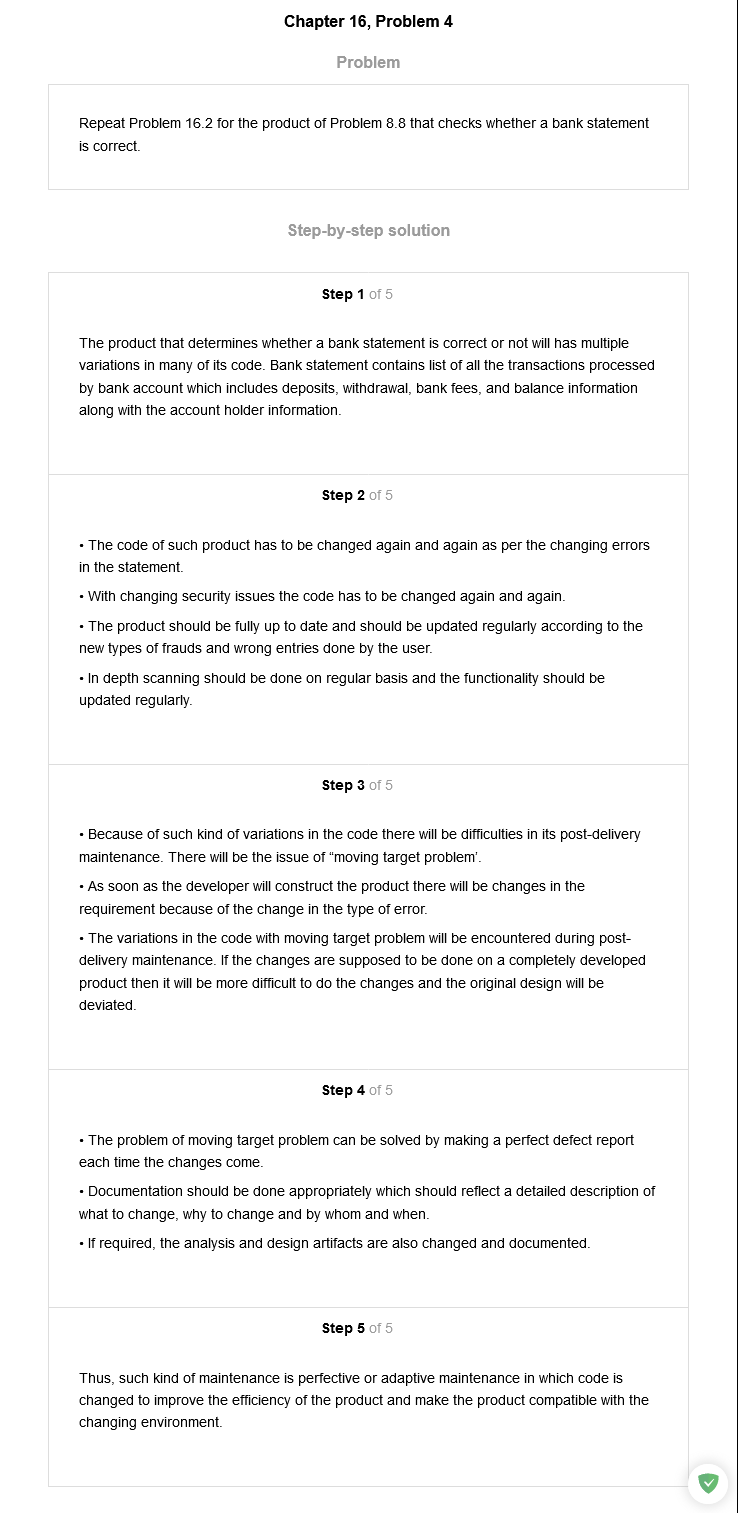 Chapter 16, Problem 4
Problem
Repeat Problem 16.2 for the product of Problem 8.8 that checks whether a bank statement
is correct.
Step-by-step solution
Step 1 of 5
The product that determines whether a bank statement is correct or not will has multiple
variations in many of its code. Bank statement contains list of all the transactions processed
by bank account which includes deposits, withdrawal, bank fees, and balance information
along with the account holder information.
Step 2 of 5
• The code of such product has to be changed again and again as per the changing errors
in the statement.
• With changing security issues the code has to be changed again and again.
• The product should be fully up to date and should be updated regularly according to the
new types of frauds and wrong entries done by the user.
• In depth scanning should be done on regular basis and the functionality should be
updated regularly.
Step 3 of 5
• Because of such kind of variations in the code there will be difficulties in its post-delivery
maintenance. There will be the issue of “moving target problem’.
• As soon as the developer will construct the product there will be changes in the
requirement because of the change in the type of error.
• The variations in the code with moving target problem will be encountered during post-
delivery maintenance. If the changes are supposed to be done on a completely developed
product then it will be more difficult to do the changes and the original design will be
deviated.
Step 4 of 5
• The problem of moving target problem can be solved by making a perfect defect report
each time the changes come.
• Documentation should be done appropriately which should reflect a detailed description of
what to change, why to change and by whom and when.
• If required, the analysis and design artifacts are also changed and documented.
Step 5 of 5
Thus, such kind of maintenance is perfective or adaptive maintenance in which code is
changed to improve the efficiency of the product and make the product compatible with the
changing environment.